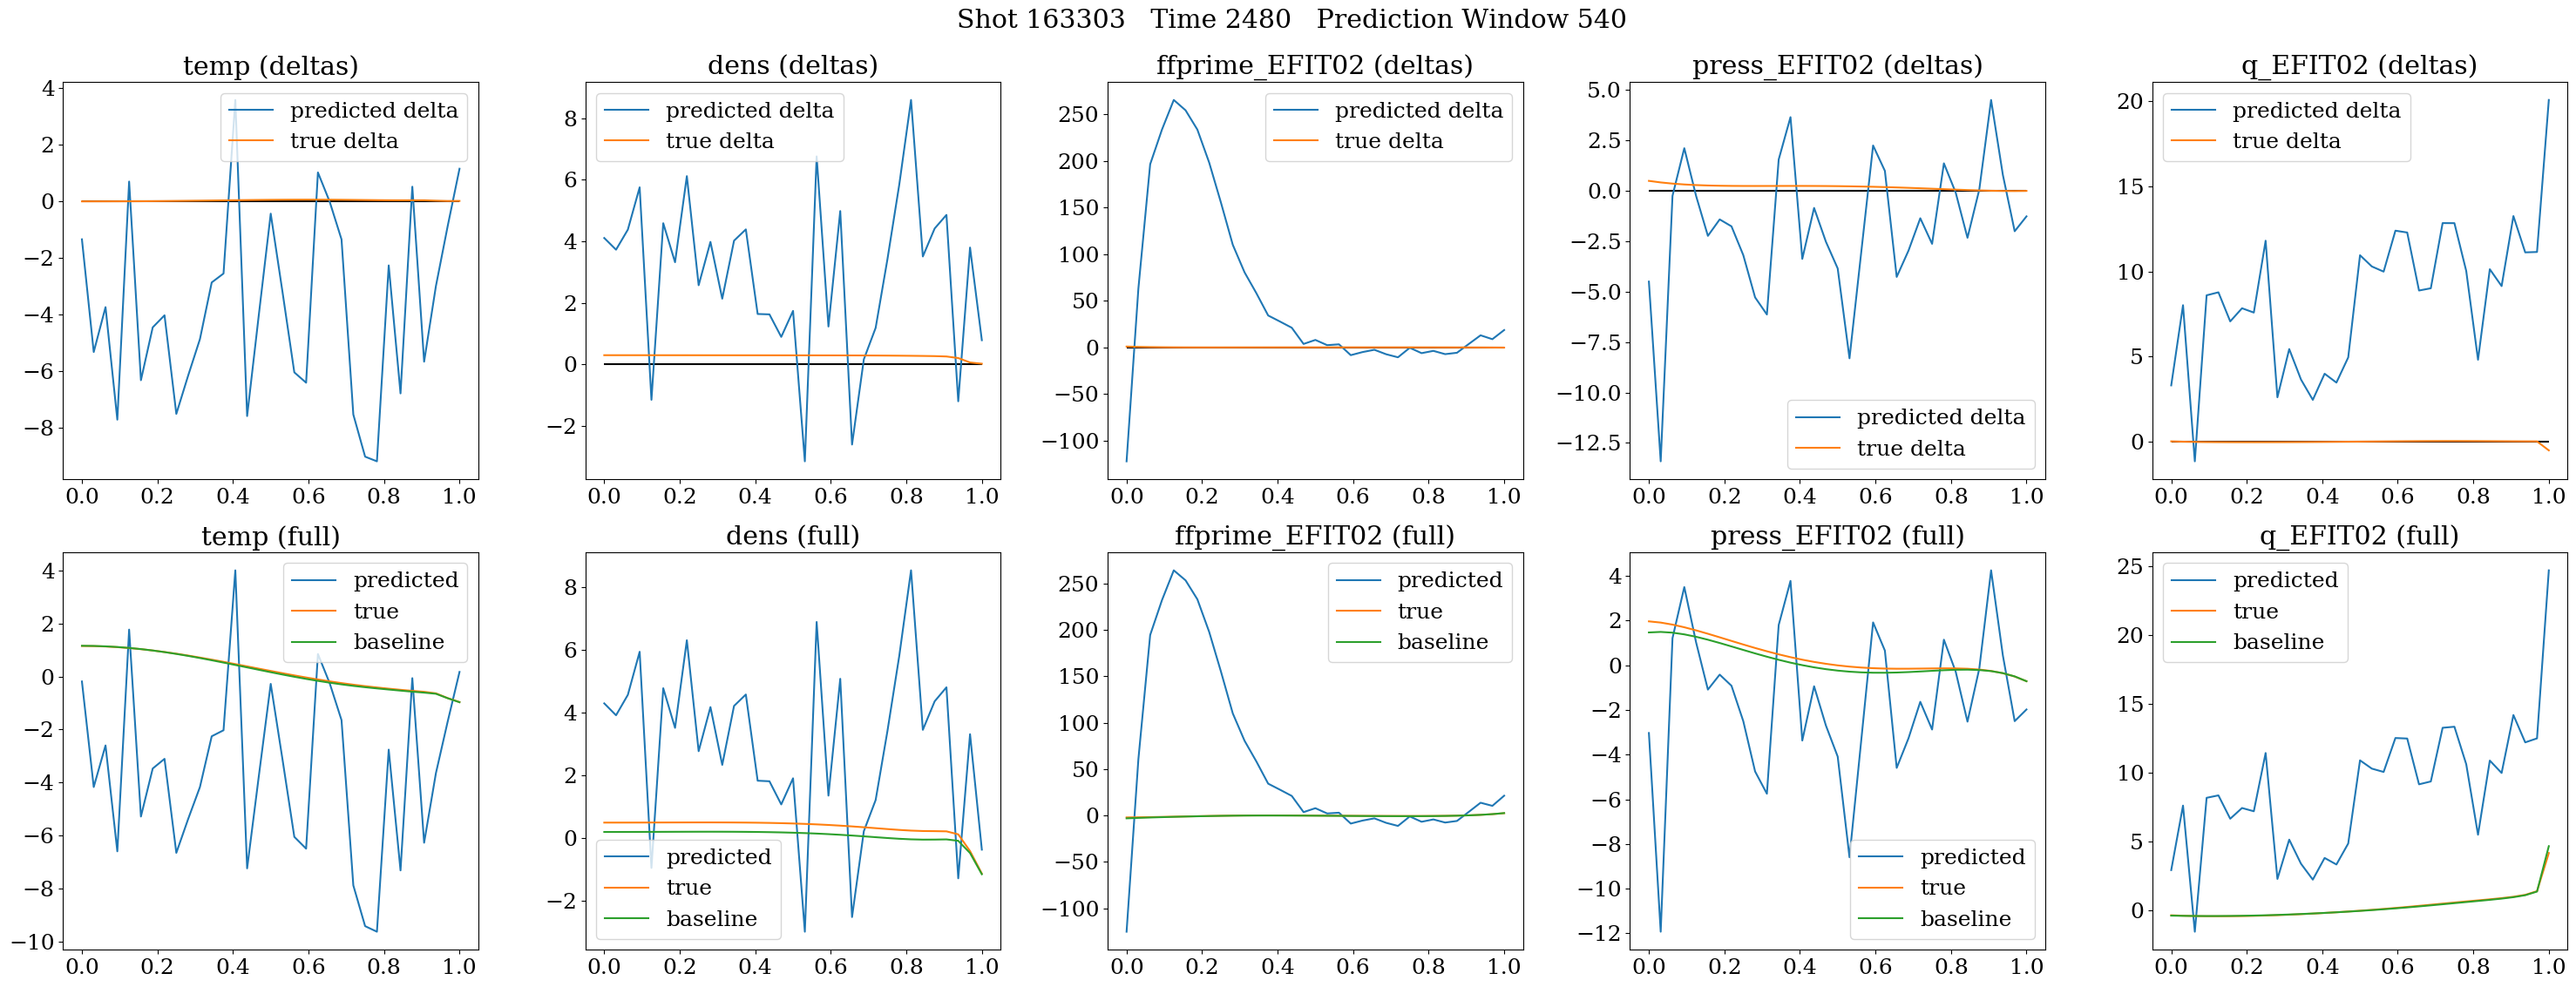 Shot 163303   Time 2480   Prediction Window 540
temp (deltas)
4
2
0
−2
−4
−6
−8
0.0 0.2 0.4 0.6 0.8 1.0
predicted delta
true delta
dens (deltas)
8
6
4
2
0
−2
0.0 0.2 0.4 0.6 0.8 1.0
predicted delta
true delta
ffprime_EFIT02 (deltas)
250
200
150
100
50
0
−50
−100
0.0 0.2 0.4 0.6 0.8 1.0
predicted delta
true delta
press_EFIT02 (deltas)
5.0
2.5
0.0
−2.5
−5.0
−7.5
−10.0
−12.5
0.0 0.2 0.4 0.6 0.8 1.0
predicted delta
true delta
q_EFIT02 (deltas)
20
15
10
5
0
0.0 0.2 0.4 0.6 0.8 1.0
predicted delta
true delta
temp (full)
4
2
0
−2
−4
−6
−8
−10
0.0 0.2 0.4 0.6 0.8 1.0
predicted
true
baseline
dens (full)
8
6
4
2
0
−2
0.0 0.2 0.4 0.6 0.8 1.0
predicted
true
baseline
ffprime_EFIT02 (full)
250
200
150
100
50
0
−50
−100
0.0 0.2 0.4 0.6 0.8 1.0
predicted
true
baseline
press_EFIT02 (full)
4
2
0
−2
−4
−6
−8
−10
−12
0.0 0.2 0.4 0.6 0.8 1.0
predicted
true
baseline
q_EFIT02 (full)
25
20
15
10
5
0
0.0 0.2 0.4 0.6 0.8 1.0
predicted
true
baseline